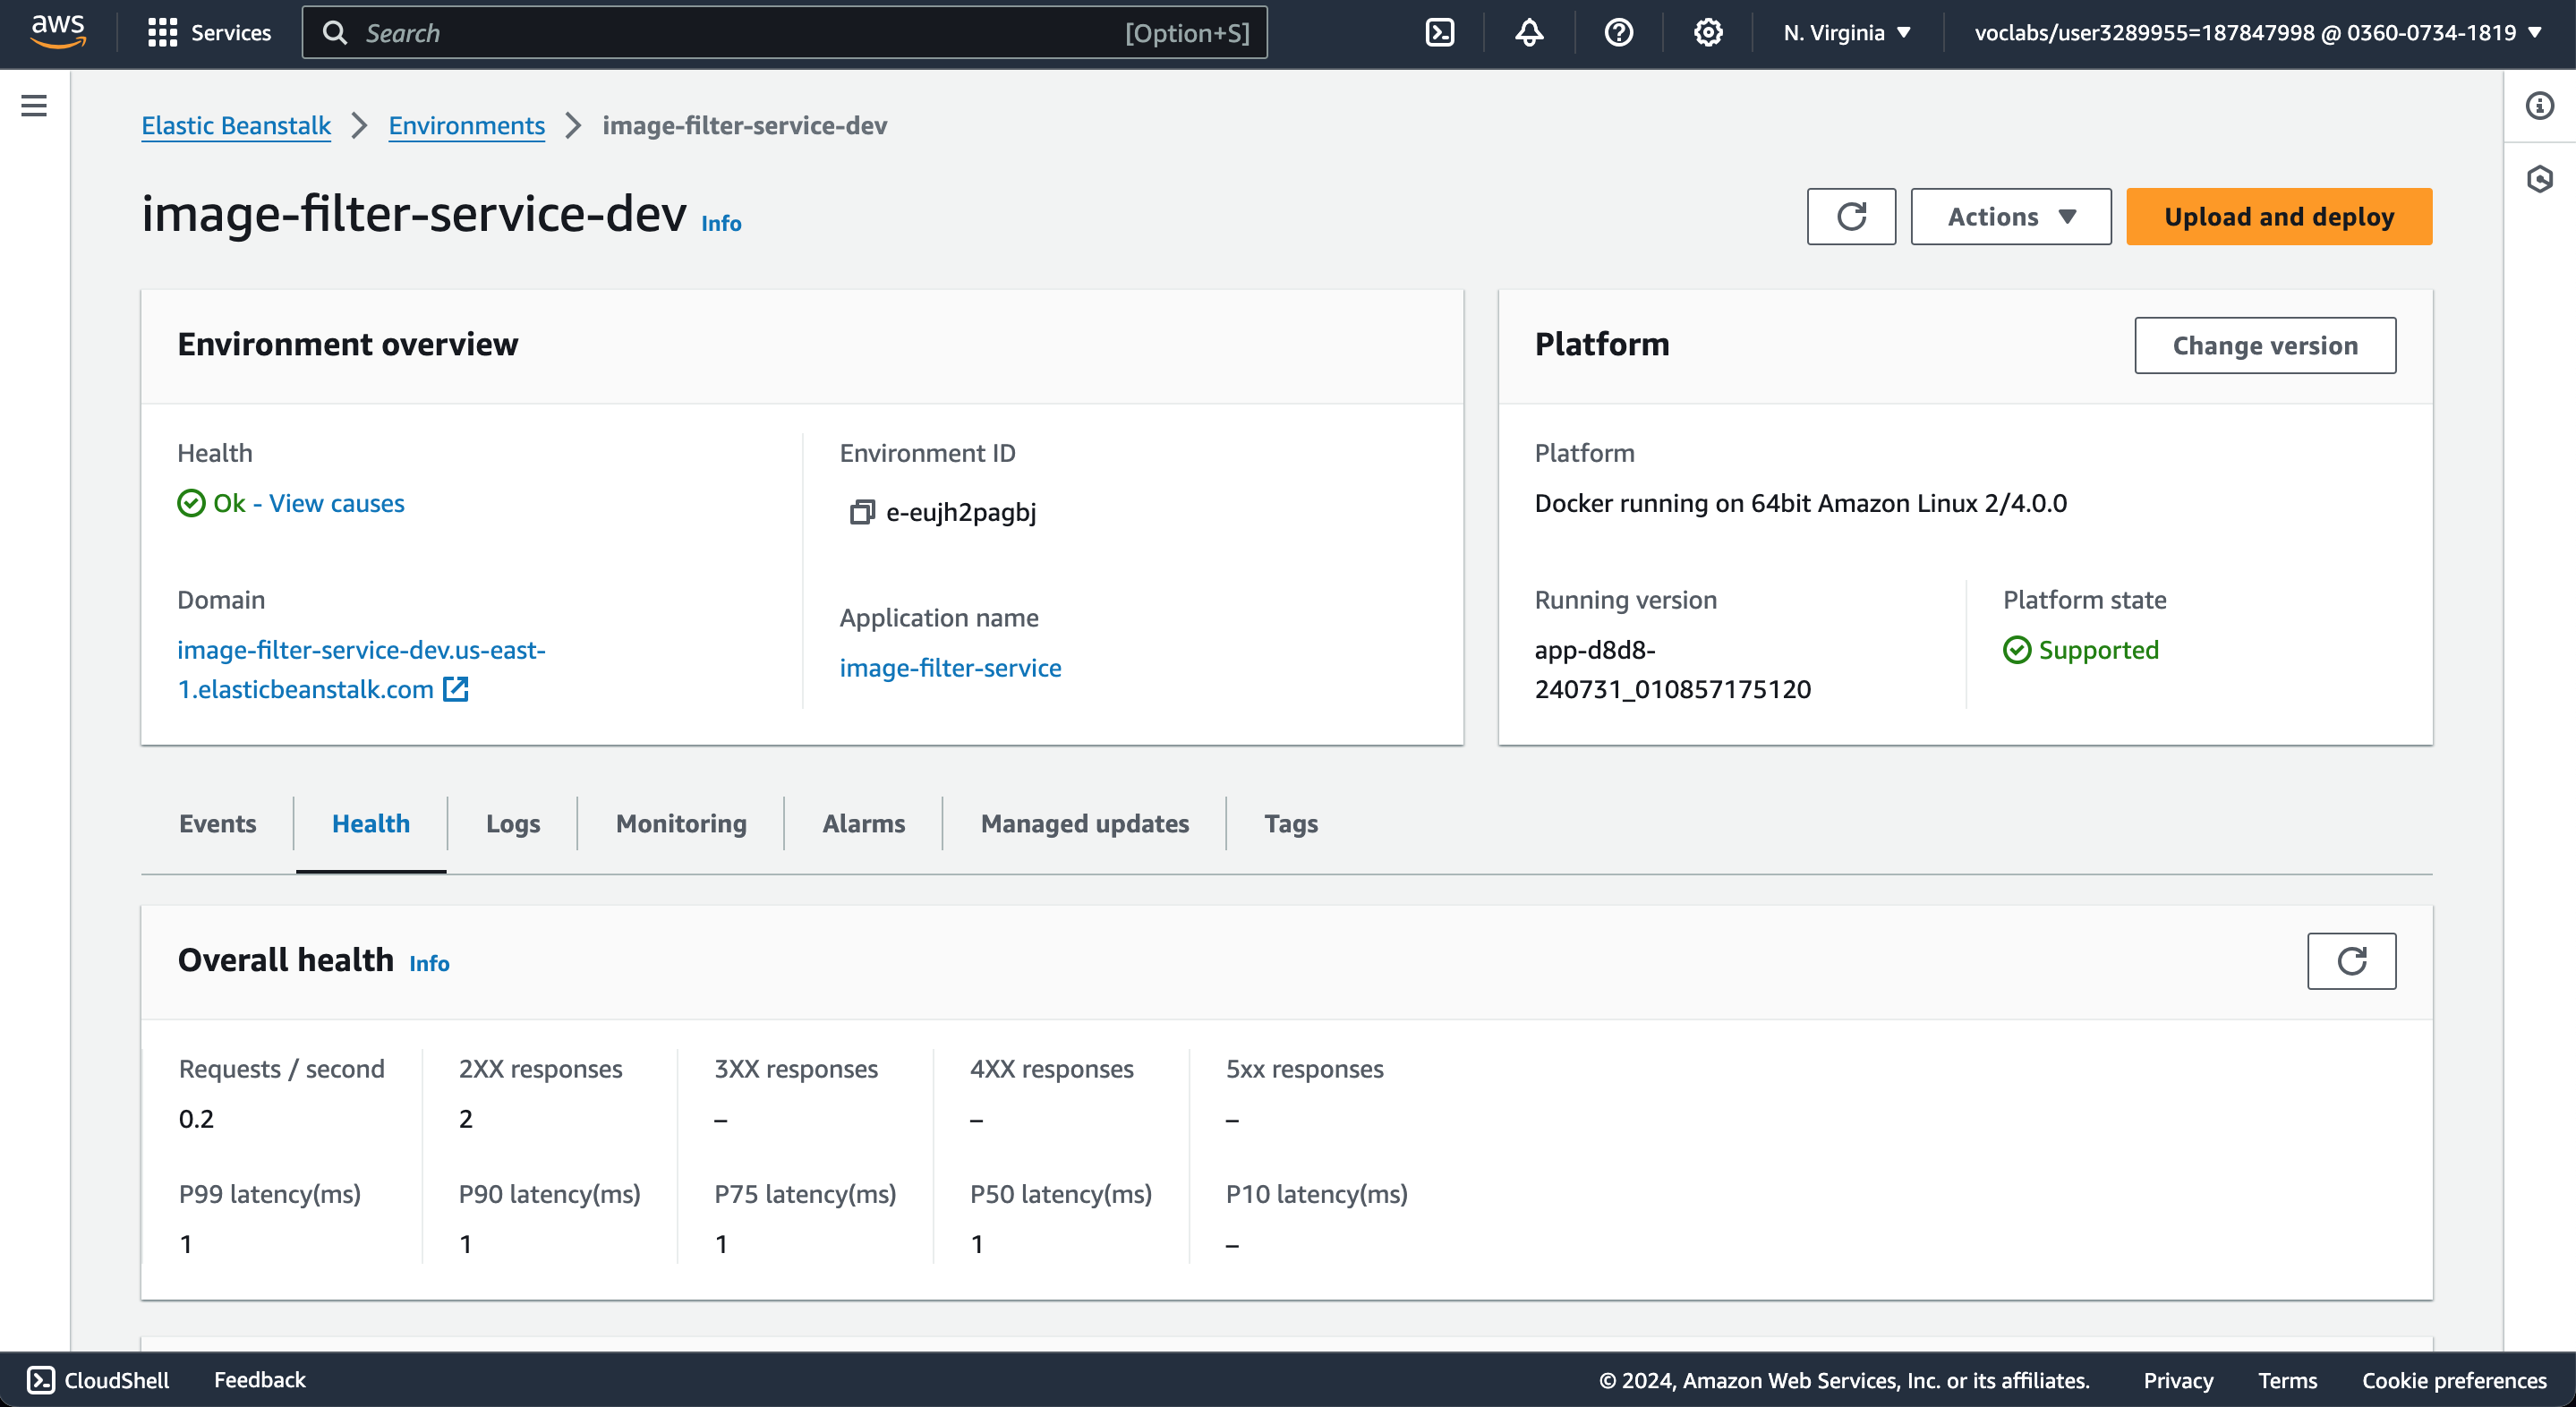 aws Services Search [Option+S] N. Virginia voclabs/user3289955=187847998 @ 0360-0734-1819
Elastic Beanstalk Environments image-filter-service-dev
image-filter-service-dev Info Actions Upload and deploy
Environment overview
Health
Ok - View causes
Environment ID
e-eujh2pagbj
Domain
image-filter-service-dev.us-east-
1.elasticbeanstalk.com
Application name
image-filter-service
Platform Change version
Platform
Docker running on 64bit Amazon Linux 2/4.0.0
Running version
app-d8d8-
240731_010857175120
Platform state
Supported
Events Health Logs Monitoring Alarms Managed updates Tags
Overall health Info
Requests / second 2XX responses 3XX responses 4XX responses 5xx responses
0.2 2 – – –
P99 latency(ms) P90 latency(ms) P75 latency(ms) P50 latency(ms) P10 latency(ms)
1 1 1 1 –
CloudShell Feedback © 2024, Amazon Web Services, Inc. or its affiliates. Privacy Terms Cookie preferences